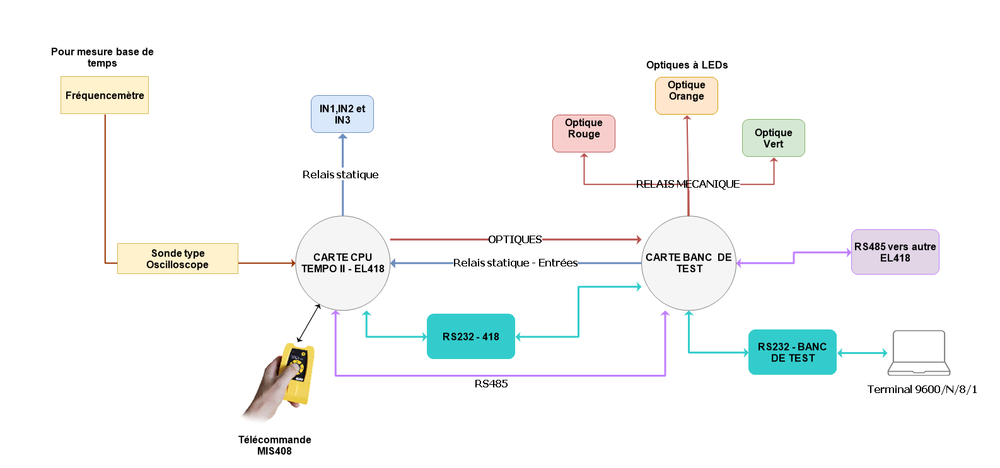 Pour mesure base de
temps
Fréquencemètre
Optiques à LEDs
Optique
Orange
IN1,IN2 et
IN3
Optique
Rouge
Optique
Vert
Relais statique
RELAIS MECANIQUE
OPTIQUES
Sonde type
Oscilloscope
CARTE CPU
TEMPO II - EL418
Relais statique - Entrées
CARTE BANC DE
TEST
RS485 vers autre
EL418
RS232 - 418
RS232 - BANC
DE TEST
RS485
Terminal 9600/N/8/1
Télécommande
MIS408